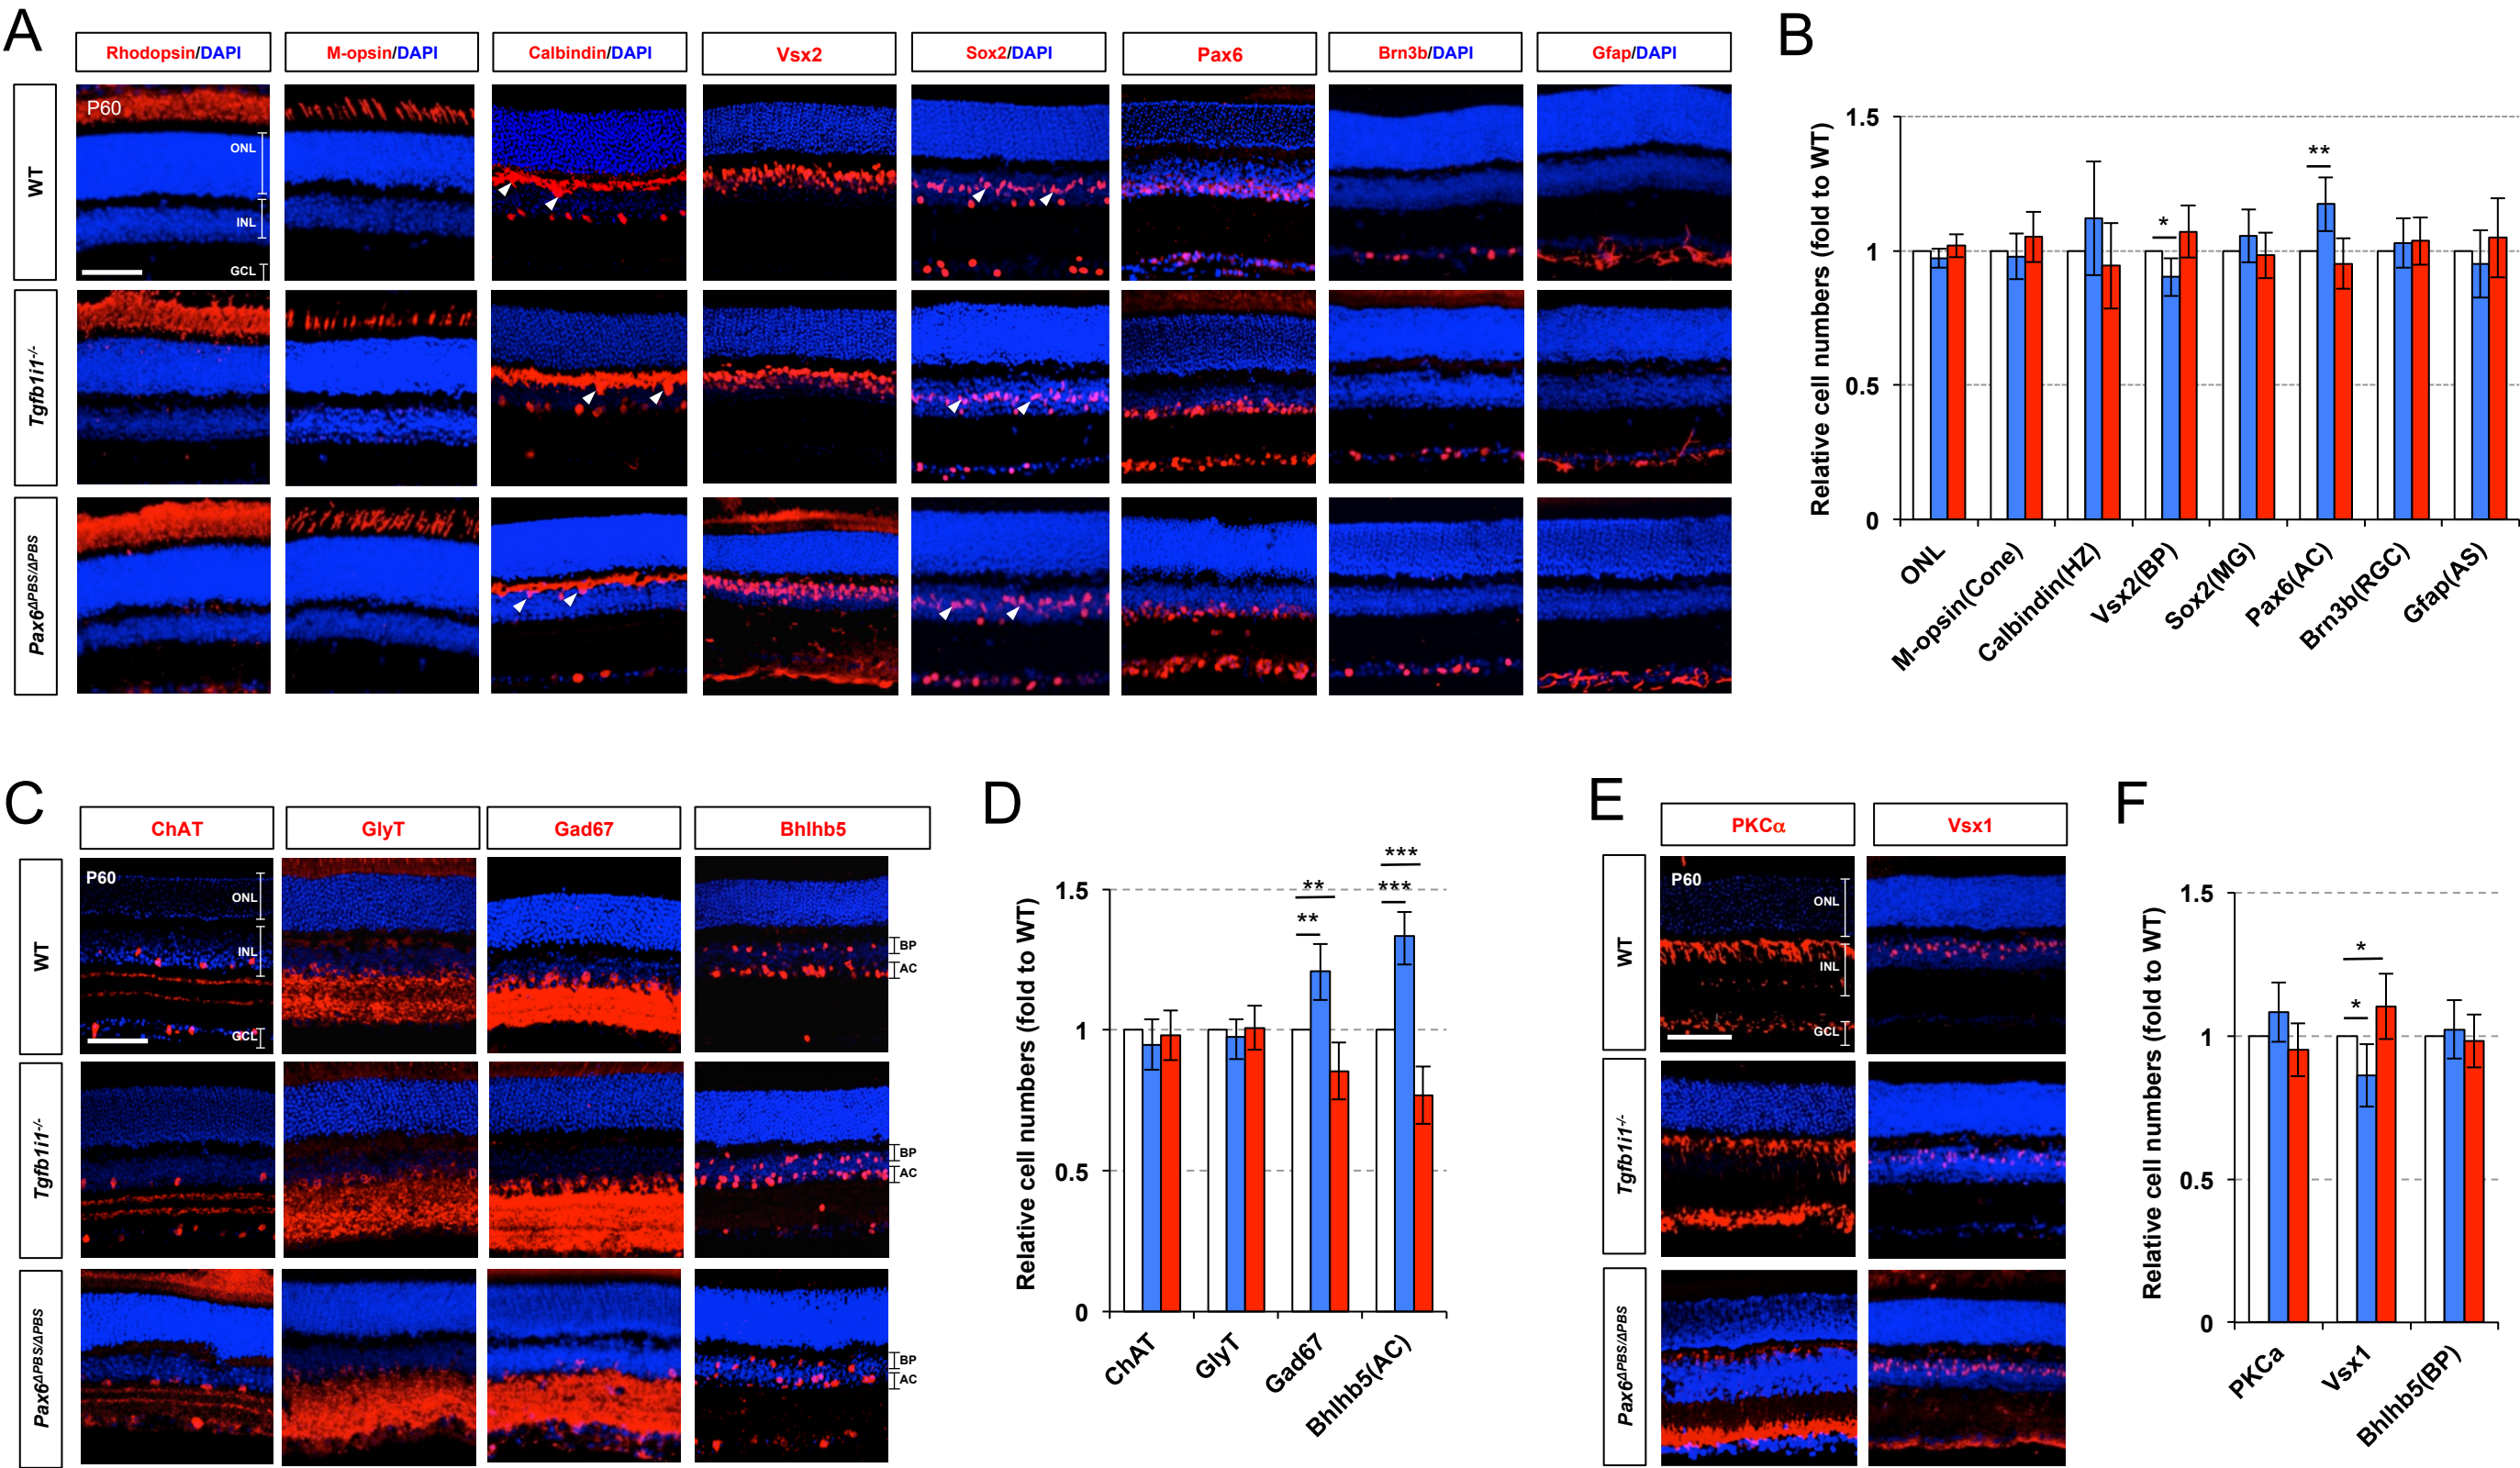 A
Rhodopsin/DAPI
M-opsin/DAPI
Calbindin/DAPI
Vsx2
Sox2/DAPI
Pax6
Brn3b/DAPI
Gfap/DAPI
WT
P60
ONL
INL
GCL
Tgfb1i1-/-
Pax6ΔPBS/ΔPBS
B
Relative cell numbers (fold to WT)
1.5
1
0.5
0
*
**
ONL
M-opsin(Cone)
Calbindin(HZ)
Vsx2(BP)
Sox2(MG)
Pax6(AC)
Brn3b(RGC)
Gfap(AS)
C
ChAT
GlyT
Gad67
Bhlhb5
WT
P60
ONL
INL
GCL
BP
AC
Tgfb1i1-/-
BP
AC
Pax6ΔPBS/ΔPBS
BP
AC
D
Relative cell numbers (fold to WT)
1.5
1
0.5
0
**
**
***
***
ChAT
GlyT
Gad67
Bhlhb5(AC)
E
PKCα
Vsx1
WT
P60
ONL
INL
GCL
Tgfb1i1-/-
Pax6ΔPBS/ΔPBS
F
Relative cell numbers (fold to WT)
1.5
1
0.5
0
*
*
PKCa
Vsx1
Bhlhb5(BP)